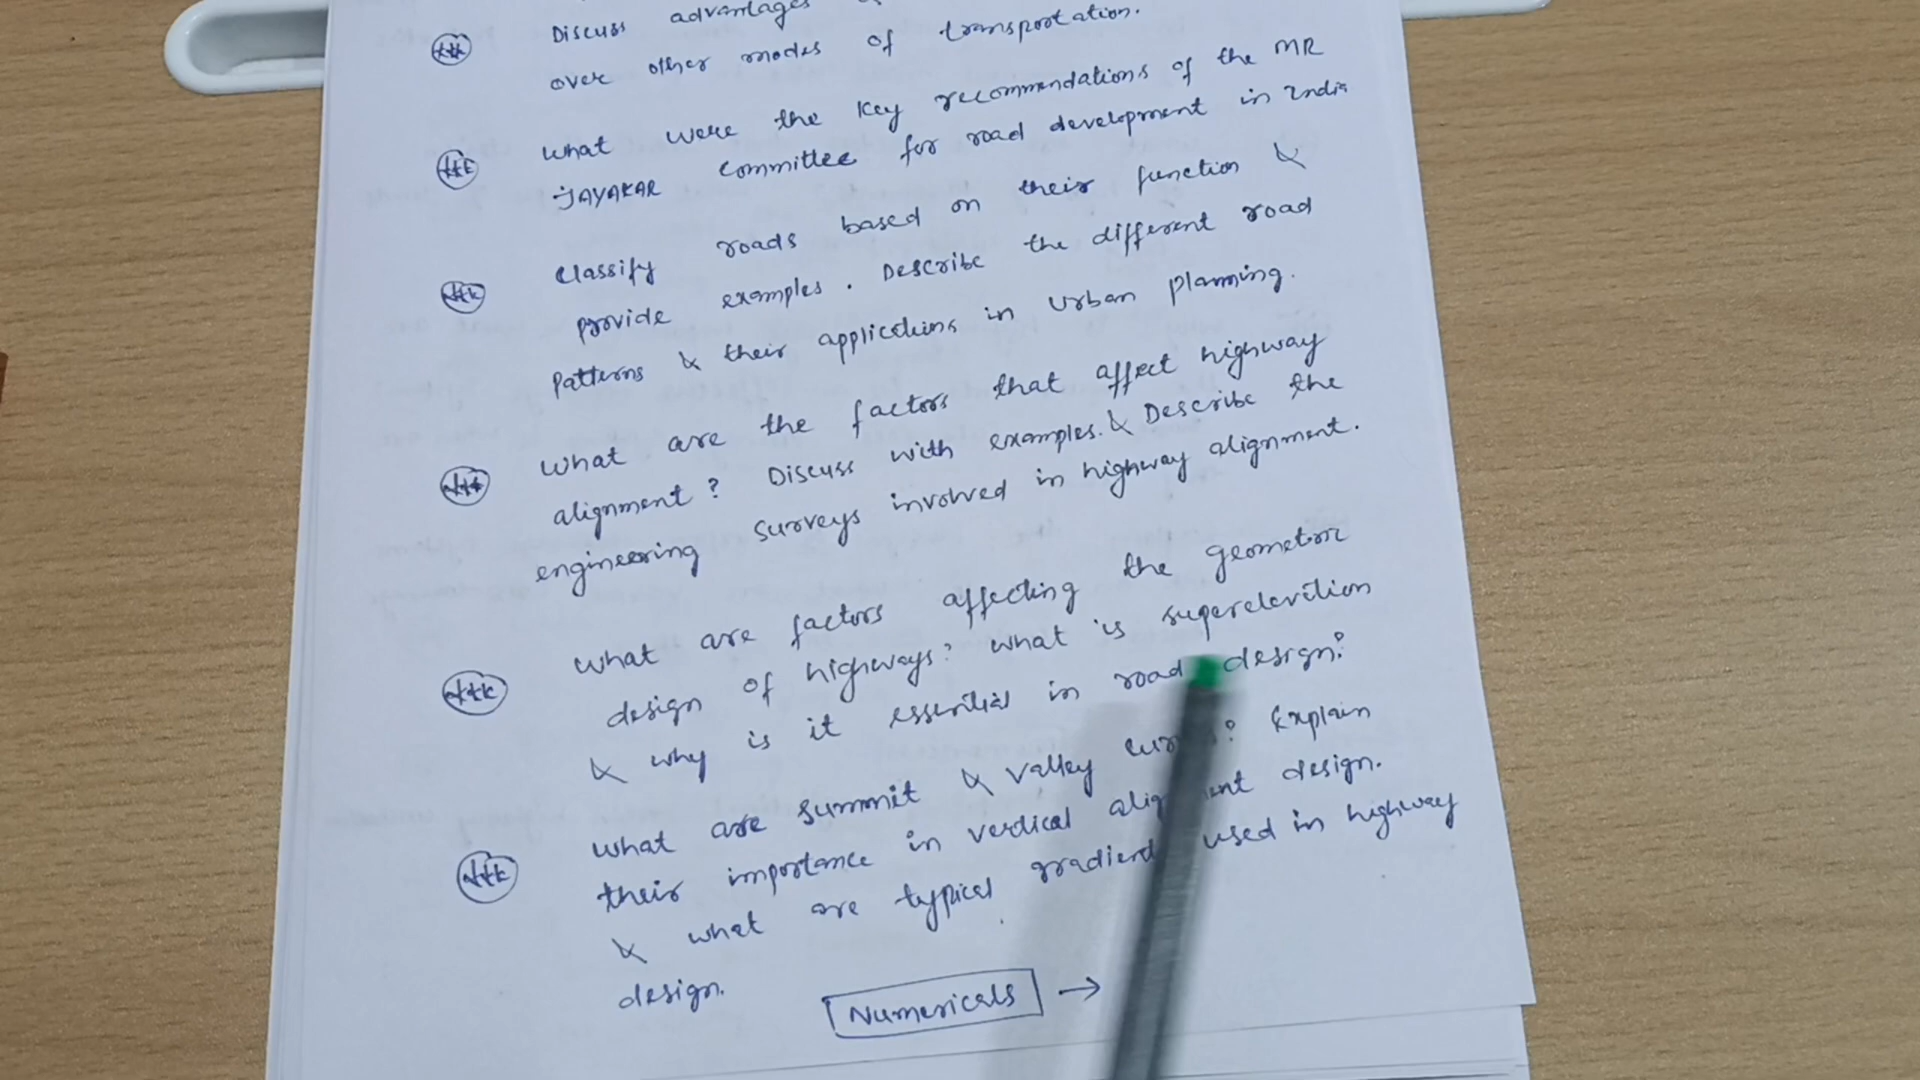 *** Discuss advantages
over other modes of transportation.
*** What were the key recommendations of the MR
JAYAKAR committee for road development in India
*** Classify roads based on their function &
provide examples. Describe the different road
patterns & their applications in urban planning.
*** What are the factors that affect highway
alignment? Discuss with examples. & Describe the
engineering surveys involved in highway alignment.
*** What are factors affecting the geometric
design of highways? What is superelevation
& why is it essential in road design?
*** What are summit & valley Explain
their importance in vertical design.
& what are typical used in highway
design.
Numericals →